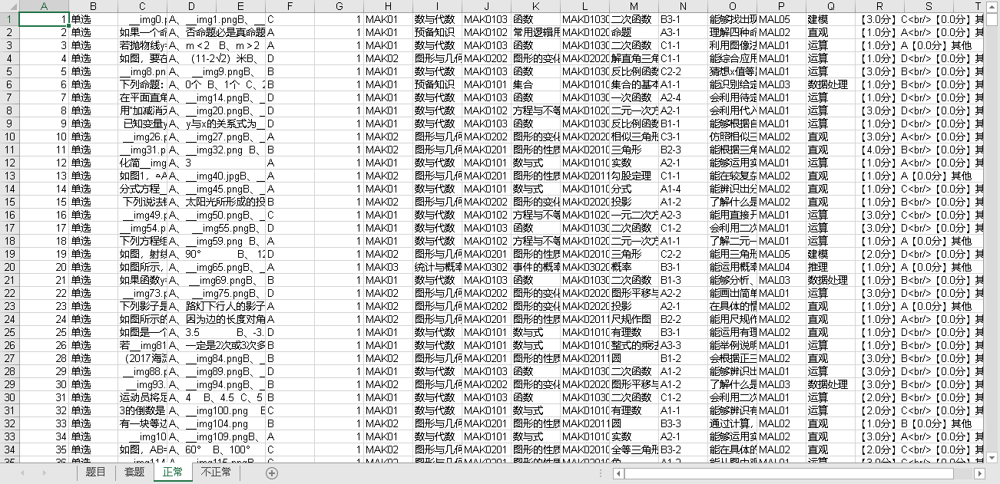 A B C D E F G H I J K L M N O P Q R S T
1 1 单选 __img0.p A、__img1.pngB、__ C 1 MAK01 数与代数 MAK0103 函数 MAK01030 二次函数 B3-1 能够找出现 MAL05 建模 【3.0分】C<br/>【0.0分】其
2 2 单选 如果一个命 A、否命题必是真命题 A 1 MAK01 预备知识 MAK0102 常用逻辑用 MAK01020 命题 A3-1 理解四种命 MAL02 直观 【1.0分】A<br/>【0.0分】其
3 3 单选 若抛物线y= A、m＜2 B、m＞2 A 1 MAK01 数与代数 MAK0103 函数 MAK01030 二次函数 C1-1 利用图像法 MAL01 运算 【1.0分】A【0.0分】其他
4 4 单选 如图，要在 A、（11-2√2）米B、 D 1 MAK02 图形与几何 MAK0202 图形的变化 MAK02020 解直角三角 C1-1 能综合应用 MAL01 运算 【1.0分】D<br/>【0.0分】其
5 5 单选 __img8.pn A、__img9.pngB、 B 1 MAK01 数与代数 MAK0103 函数 MAK01030 反比例函数 C2-2 猜想x值等 MAL01 运算 【3.0分】B<br/>【0.0分】其
6 6 单选 下列命题： A、0个 B、1个 C、2 B 1 MAK01 预备知识 MAK0101 集合 MAK01010 集合的基本 A1-1 能识别给定 MAL03 数据处理 【1.0分】B<br/>【0.0分】其
7 7 单选 在平面直角 A、__img14.pngB、_ D 1 MAK01 数与代数 MAK0103 函数 MAK01030 一次函数 A2-4 会利用待定 MAL01 运算 【1.0分】D<br/>【0.0分】其
8 8 单选 用"加减消元 A、__img20.pngB、_ D 1 MAK01 数与代数 MAK0102 方程与不等 MAK01020 二元一次方 A2-1 会利用代入 MAL01 运算 【3.0分】D<br/>【0.0分】其
9 9 单选 已知变量y A、y与x的关系式为__ D 1 MAK01 数与代数 MAK0103 函数 MAK01030 反比例函数 B1-1 能够根据自 MAL01 运算 【1.0分】D<br/>【0.0分】其
10 10 单选 __img26.p A、__img27.pngB、_ A 1 MAK02 图形与几何 MAK0202 图形的变化 MAK02020 相似三角形 C3-1 仿照相似三 MAL02 直观 【3.0分】A<br/>【0.0分】其
11 11 单选 __img31.p A、__img32.png B、 B 1 MAK02 图形与几何 MAK0201 图形的性质 MAK02010 三角形 B2-3 能根据三角 MAL02 直观 【4.0分】B<br/>【0.0分】其
12 12 单选 化简__img A、3 A 1 MAK01 数与代数 MAK0101 数与式 MAK01010 实数 A2-1 能够运用实 MAL01 运算 【1.0分】A<br/>【0.0分】其
13 13 单选 如图1，▵A A、__img40.jpgB、_ A 1 MAK02 图形与几何 MAK0201 图形的性质 MAK02011 勾股定理 C1-1 能在较复杂 MAL02 直观 【1.0分】A【0.0分】其他
14 14 单选 分式方程__ A、__img45.pngB、_ A 1 MAK01 数与代数 MAK0101 数与式 MAK01010 分式 A1-4 能辨识出分 MAL02 直观 【1.0分】C<br/>【0.0分】其
15 15 单选 下列说法错 A、太阳光所形成的投 B 1 MAK02 图形与几何 MAK0202 图形的变化 MAK02020 投影 A1-2 了解什么是 MAL02 直观 【1.0分】B<br/>【0.0分】其
16 16 单选 __img49.p A、__img50.pngB、_ C 1 MAK01 数与代数 MAK0102 方程与不等 MAK01020 一元二次方 A2-3 能用直接开 MAL01 运算 【3.0分】C<br/>【0.0分】其
17 17 单选 __img54.p A、__img55.pngB、 D 1 MAK01 数与代数 MAK0103 函数 MAK01030 二次函数 C1-2 会利用二次 MAL01 运算 【3.0分】D<br/>【0.0分】其
18 18 单选 下列方程组 A、__img59.png B、 A 1 MAK01 数与代数 MAK0102 方程与不等 MAK01020 二元一次方 A1-1 了解二元一 MAL01 运算 【1.0分】A【0.0分】其他
19 19 单选 如图，射线 A、90° B、12 D 1 MAK02 图形与几何 MAK0201 图形的性质 MAK02010 三角形 C2-2 能用三角形 MAL05 建模 【2.0分】D<br/>【0.0分】其
20 20 单选 如图所示， A、__img65.pngB、_ A 1 MAK03 统计与概率 MAK0302 事件的概率 MAK03020 概率 B3-1 能运用概率 MAL04 推理 【1.0分】A【0.0分】其他
21 21 单选 如果函数y= A、__img69.pngB、 B 1 MAK01 数与代数 MAK0103 函数 MAK01030 二次函数 B1-3 能够分析、 MAL03 数据处理 【1.0分】B<br/>【0.0分】其
22 22 单选 __img73.p A、__img75.pngB、 D 1 MAK02 图形与几何 MAK0202 图形的变化 MAK02020 图形平移与 A2-2 能画出简单 MAL01 运算 【3.0分】D<br/>【0.0分】其
23 23 单选 下列影子是 A、路灯下行人的影子 A 1 MAK02 图形与几何 MAK0202 图形的变化 MAK02020 投影 A2-1 在具体的情 MAL02 直观 【1.0分】A【0.0分】其他
24 24 单选 如图所示的 A、因为边的长度对角 A 1 MAK02 图形与几何 MAK0201 图形的性质 MAK02011 尺规作图 B2-2 能用尺规作 MAL02 直观 【1.0分】A<br/>【0.0分】其
25 25 单选 如图是一个 A、3.5 B、-3. D 1 MAK01 数与代数 MAK0101 数与式 MAK01010 有理数 B3-1 能运用有理 MAL02 直观 【1.0分】D<br/>【0.0分】其
26 26 单选 若__img81 A、一定是2次或3次多 B 1 MAK01 数与代数 MAK0101 数与式 MAK01010 整式的乘法 A3-3 能举例说明 MAL01 运算 【1.0分】B<br/>【0.0分】其
27 28 单选 （2017海淀 A、__img84.pngB、_ B 1 MAK02 图形与几何 MAK0201 图形的性质 MAK02011 圆 B1-2 会根据正三 MAL02 直观 【3.0分】B<br/>【0.0分】其
28 29 单选 __img88.p A、__img89.pngB、_ D 1 MAK01 数与代数 MAK0103 函数 MAK01030 二次函数 A1-2 能够辨识出 MAL01 运算 【2.0分】D<br/>【0.0分】其
29 30 单选 __img93. A、__img94.pngB、_ B 1 MAK02 图形与几何 MAK0202 图形的变化 MAK02020 图形平移与 A1-2 了解什么是 MAL03 数据处理 【3.0分】B<br/>【0.0分】其
30 31 单选 运动员将足 A、4 B、4.5 C、5 B 1 MAK01 数与代数 MAK0103 函数 MAK01030 二次函数 C1-2 会利用二次 MAL01 运算 【2.0分】B<br/>【0.0分】其
31 32 单选 3的倒数是 A、__img100.png B C 1 MAK01 数与代数 MAK0101 数与式 MAK01010 有理数 A1-1 能够辨识有 MAL01 运算 【2.0分】C<br/>【0.0分】其
32 33 单选 有一块等边 A、__img104.png B 1 MAK02 图形与几何 MAK0201 图形的性质 MAK02011 圆 B3-3 通过计算， MAL02 直观 【1.0分】B【0.0分】其他
33 34 单选 __img10 A、__img109.pngB、 A 1 MAK01 数与代数 MAK0101 数与式 MAK01010 实数 A2-1 能够运用实 MAL02 直观 【3.0分】A<br/>【0.0分】其
34 35 单选 如图，AB= A、60° B、100° C 1 MAK02 图形与几何 MAK0201 图形的性质 MAK02010 全等三角形 B3-2 能在具体的 MAL02 直观 【2.0分】C<br/>【0.0分】其
题目 套题 正常 不正常